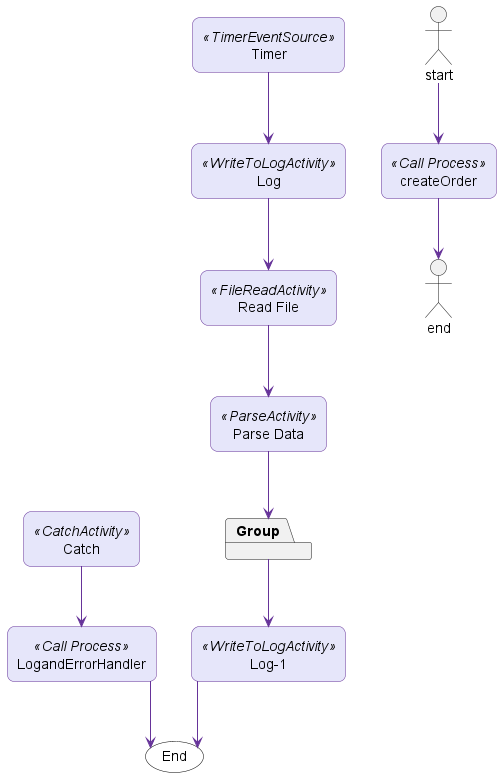 «TimerEventSource»
Timer
start
«WriteToLogActivity»
Log
«Call Process»
createOrder
«FileReadActivity»
Read File
end
«ParseActivity»
Parse Data
«CatchActivity»
Catch
Group
«Call Process»
LogandErrorHandler
«WriteToLogActivity»
Log-1
End